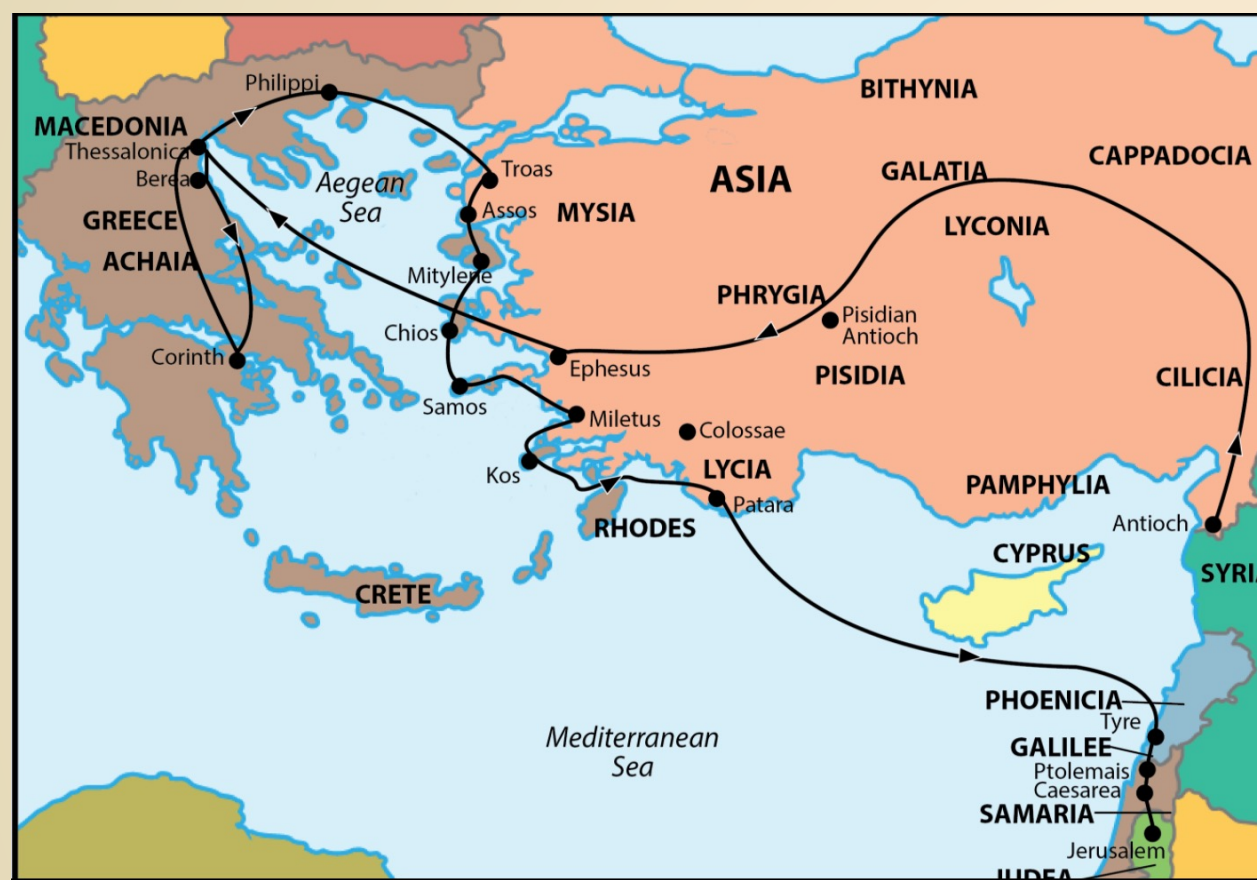 BITHYNIA
Philippi
MACEDONIA
Thessalonica
Berea
Aegean
Sea
Troas
ASIA
GALATIA
CAPPADOCIA
GREECE
ACHAIA
Assos
MYSIA
LYCONIA
Mitylene
PHRYGIA
Pisidian
Antioch
Chios
Corinth
Ephesus
PISIDIA
CILICIA
Samos
Miletus
Colossae
Kos
LYCIA
Patara
PAMPHYLIA
Antioch
RHODES
CYPRUS
SYRIA
CRETE
PHOENICIA
Tyre
Mediterranean
Sea
GALILEE
Ptolemais
Caesarea
SAMARIA
Jerusalem
JUDEA